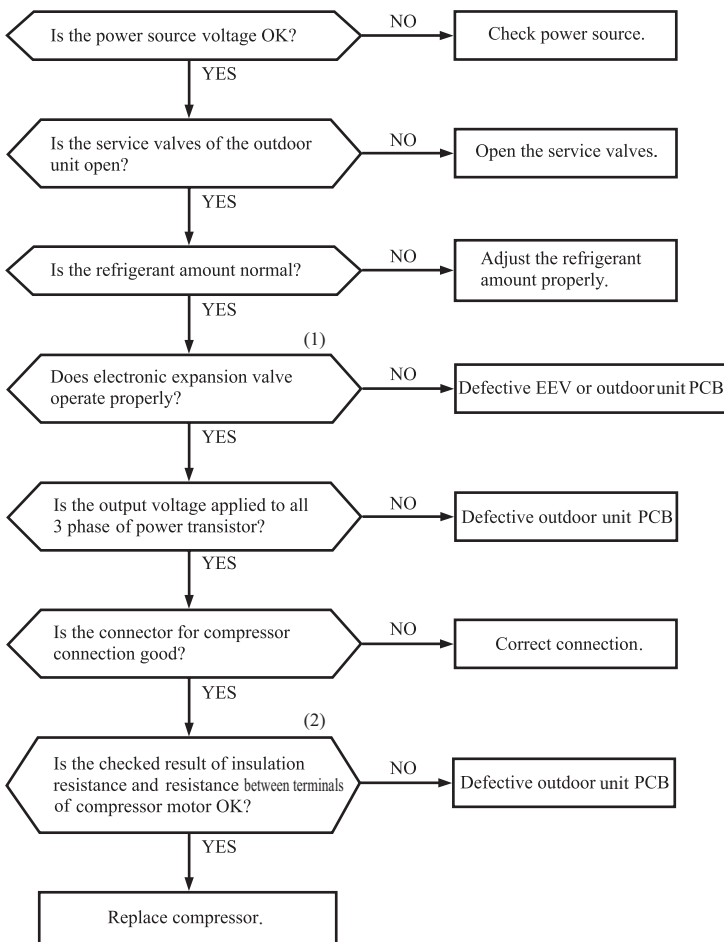 Is the power source voltage OK?
NO
Check power source.
YES
Is the service valves of the outdoor
unit open?
NO
Open the service valves.
YES
Is the refrigerant amount normal?
NO
Adjust the refrigerant
amount properly.
YES
(1)
Does electronic expansion valve
operate properly?
NO
Defective EEV or outdoor unit PCB
YES
Is the output voltage applied to all
3 phase of power transistor?
NO
Defective outdoor unit PCB
YES
Is the connector for compressor
connection good?
NO
Correct connection.
YES
(2)
Is the checked result of insulation
resistance and resistance between terminals
of compressor motor OK?
NO
Defective outdoor unit PCB
YES
Replace compressor.